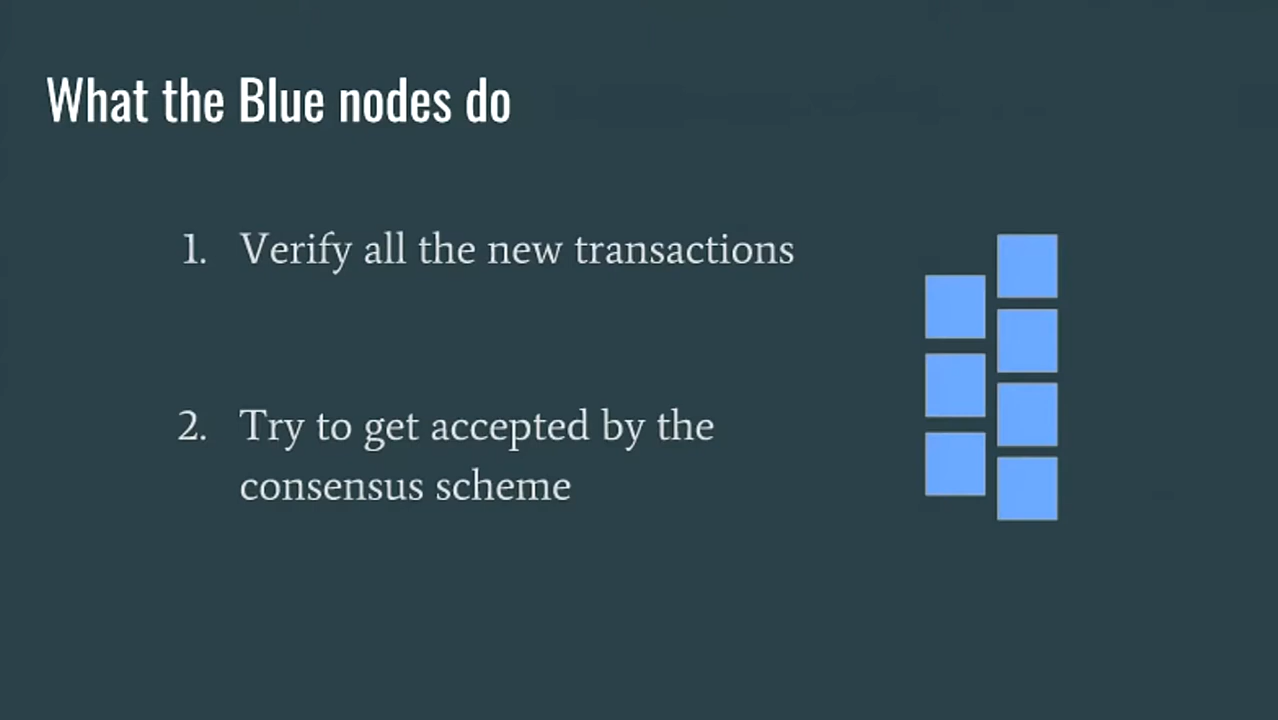 What the Blue nodes do
1. Verify all the new transactions
2. Try to get accepted by the
consensus scheme